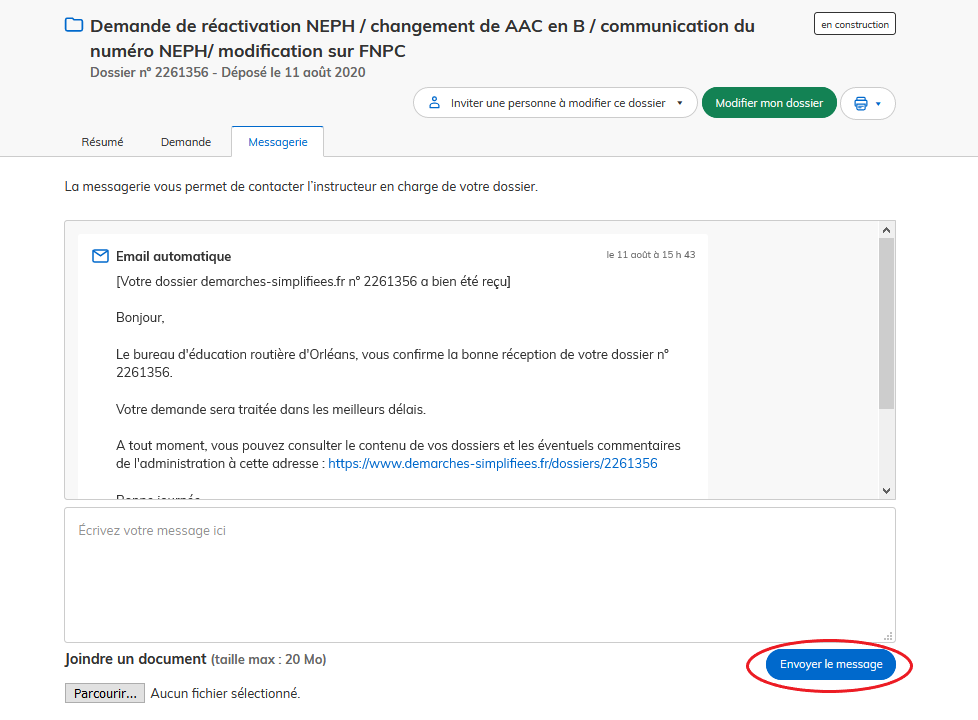 Demande de réactivation NEPH / changement de AAC en B / communication du
numéro NEPH/ modification sur FNPC
en construction
Dossier nº 2261356 - Déposé le 11 août 2020
Inviter une personne à modifier ce dossier
Modifier mon dossier
Résumé
Demande
Messagerie
La messagerie vous permet de contacter l'instructeur en charge de votre dossier.
Email automatique
le 11 août à 15 h 43
[Votre dossier demarches-simplifiees.fr nº 2261356 a bien été reçu]
Bonjour,
Le bureau d'éducation routière d'Orléans, vous confirme la bonne réception de votre dossier nº
2261356.
Votre demande sera traitée dans les meilleurs délais.
A tout moment, vous pouvez consulter le contenu de vos dossiers et les éventuels commentaires
de l'administration à cette adresse : https://www.demarches-simplifiees.fr/dossiers/2261356
Bonne journée
Écrivez votre message ici
Joindre un document (taille max : 20 Mo)
Envoyer le message
Parcourir... Aucun fichier sélectionné.